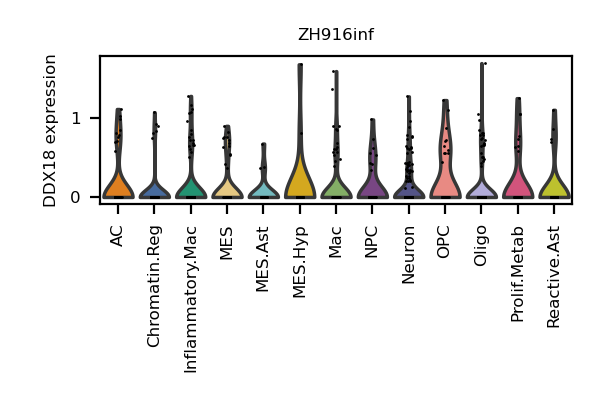 ZH916inf
DDX18 expression
1
0
AC
Chromatin.Reg
Inflammatory.Mac
MES
MES.Ast
MES.Hyp
Mac
NPC
Neuron
OPC
Oligo
Prolif.Metab
Reactive.Ast